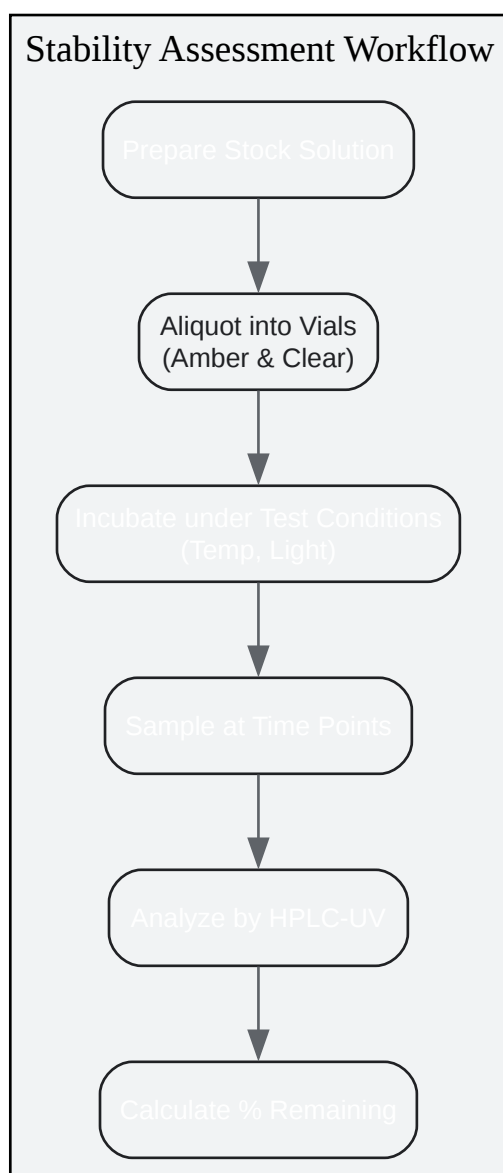 Stability Assessment Workflow
Prepare Stock Solution
Aliquot into Vials
(Amber & Clear)
Incubate under Test Conditions
(Temp, Light)
Sample at Time Points
Analyze by HPLC-UV
Calculate % Remaining